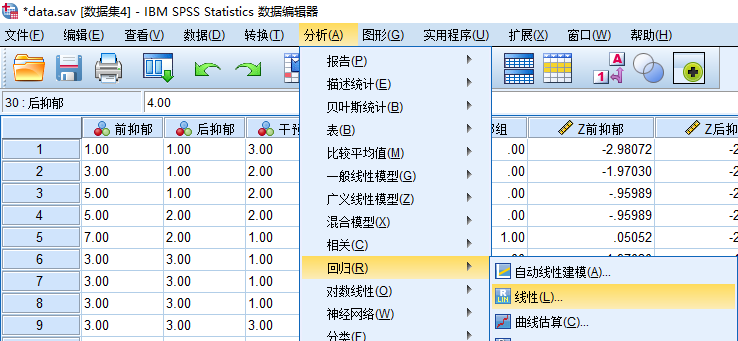 *data.sav [数据集4] - IBM SPSS Statistics 数据编辑器
文件(F) 编辑(E) 查看(V) 数据(D) 转换(T) 分析(A) 图形(G) 实用程序(U) 扩展(X) 窗口(W) 帮助(H)
报告(P)
描述统计(E)
贝叶斯统计(B)
表(B)
比较平均值(M)
一般线性模型(G)
广义线性模型(Z)
混合模型(X)
相关(C)
回归(R)
对数线性(O)
神经网络(W)
分类(F)
自动线性建模(A)...
线性(L)...
曲线估算(C)...
30 : 后抑郁 4.00
前抑郁 后抑郁 干预 组 Z前抑郁 Z后抑郁
1 1.00 1.00 3.00 .00 -2.98072 -2
2 3.00 1.00 2.00 .00 -1.97030 -2
3 5.00 1.00 2.00 .00 -.95989 -2
4 5.00 2.00 2.00 .00 -.95989 -2
5 7.00 2.00 1.00 1.00 .05052 -2
6 3.00 3.00 1.00
7 3.00 3.00 1.00
8 3.00 3.00 1.00
9 3.00 3.00 3.00